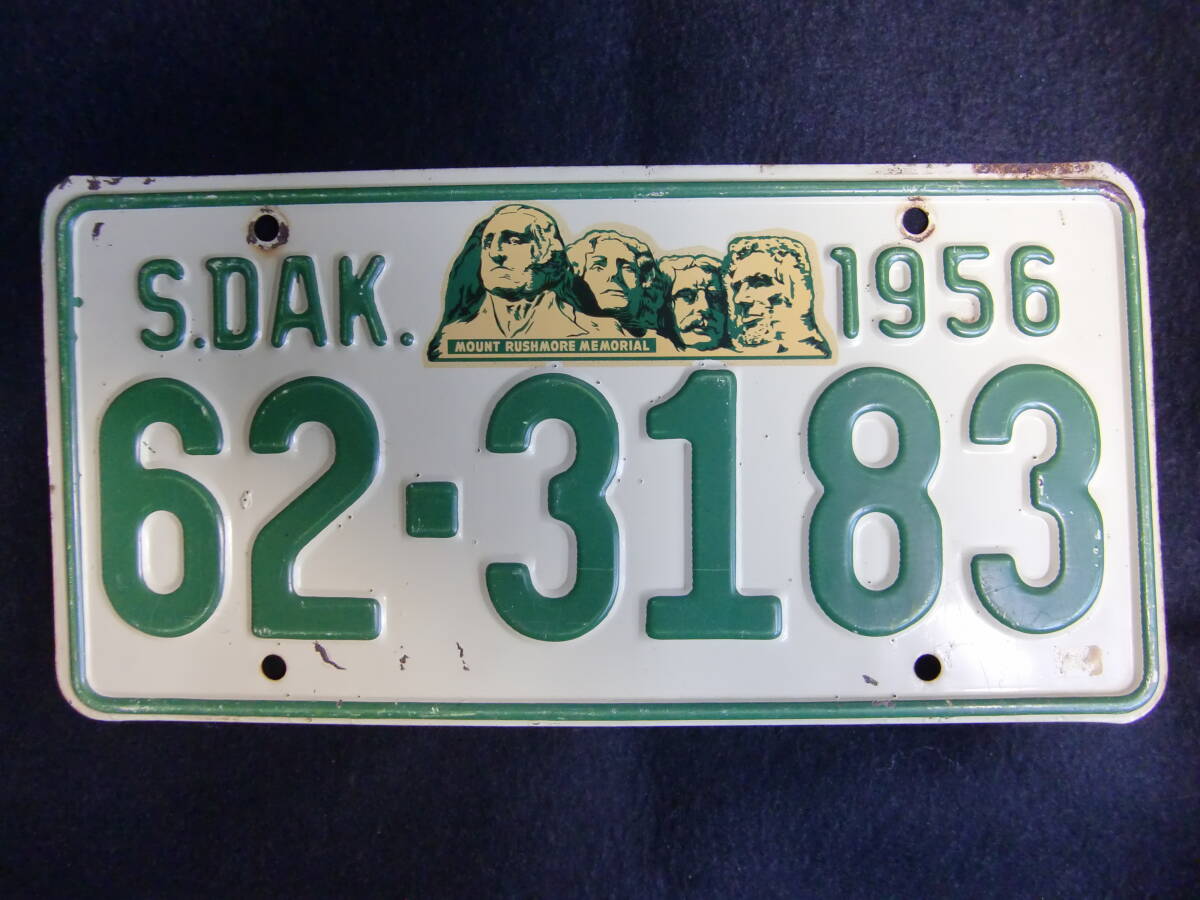 S.DAK. 1956
MOUNT RUSHMORE MEMORIAL
62-3183